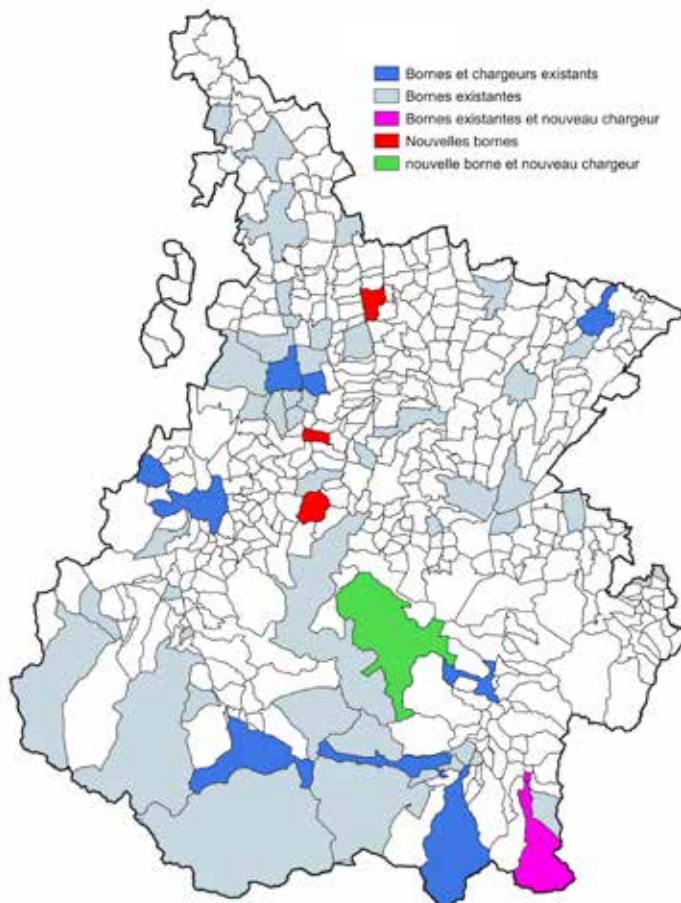 Bornes et chargeurs existants
Bornes existantes
Bornes existantes et nouveau chargeur
Nouvelles bornes
nouvelle borne et nouveau chargeur